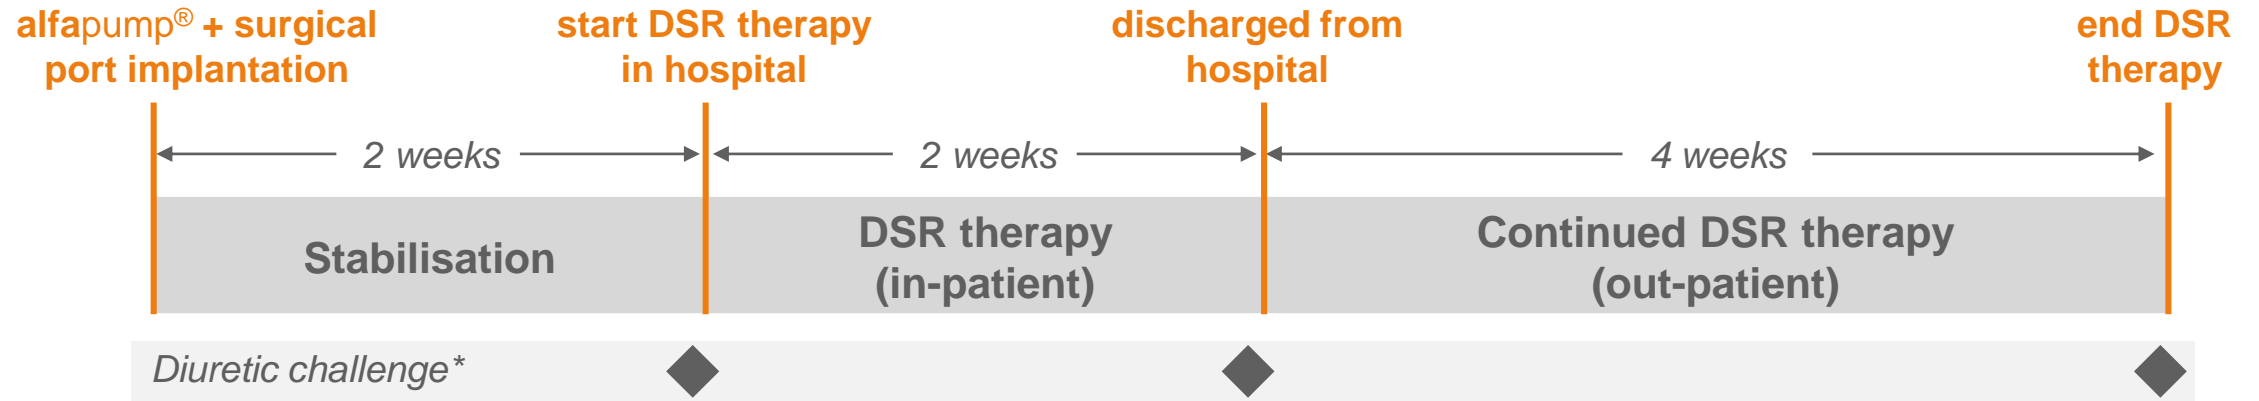 alfapump® + surgical
port implantation
start DSR therapy
in hospital
discharged from
hospital
end DSR
therapy
2 weeks
2 weeks
4 weeks
Stabilisation
DSR therapy
(in-patient)
Continued DSR therapy
(out-patient)
Diuretic challenge*